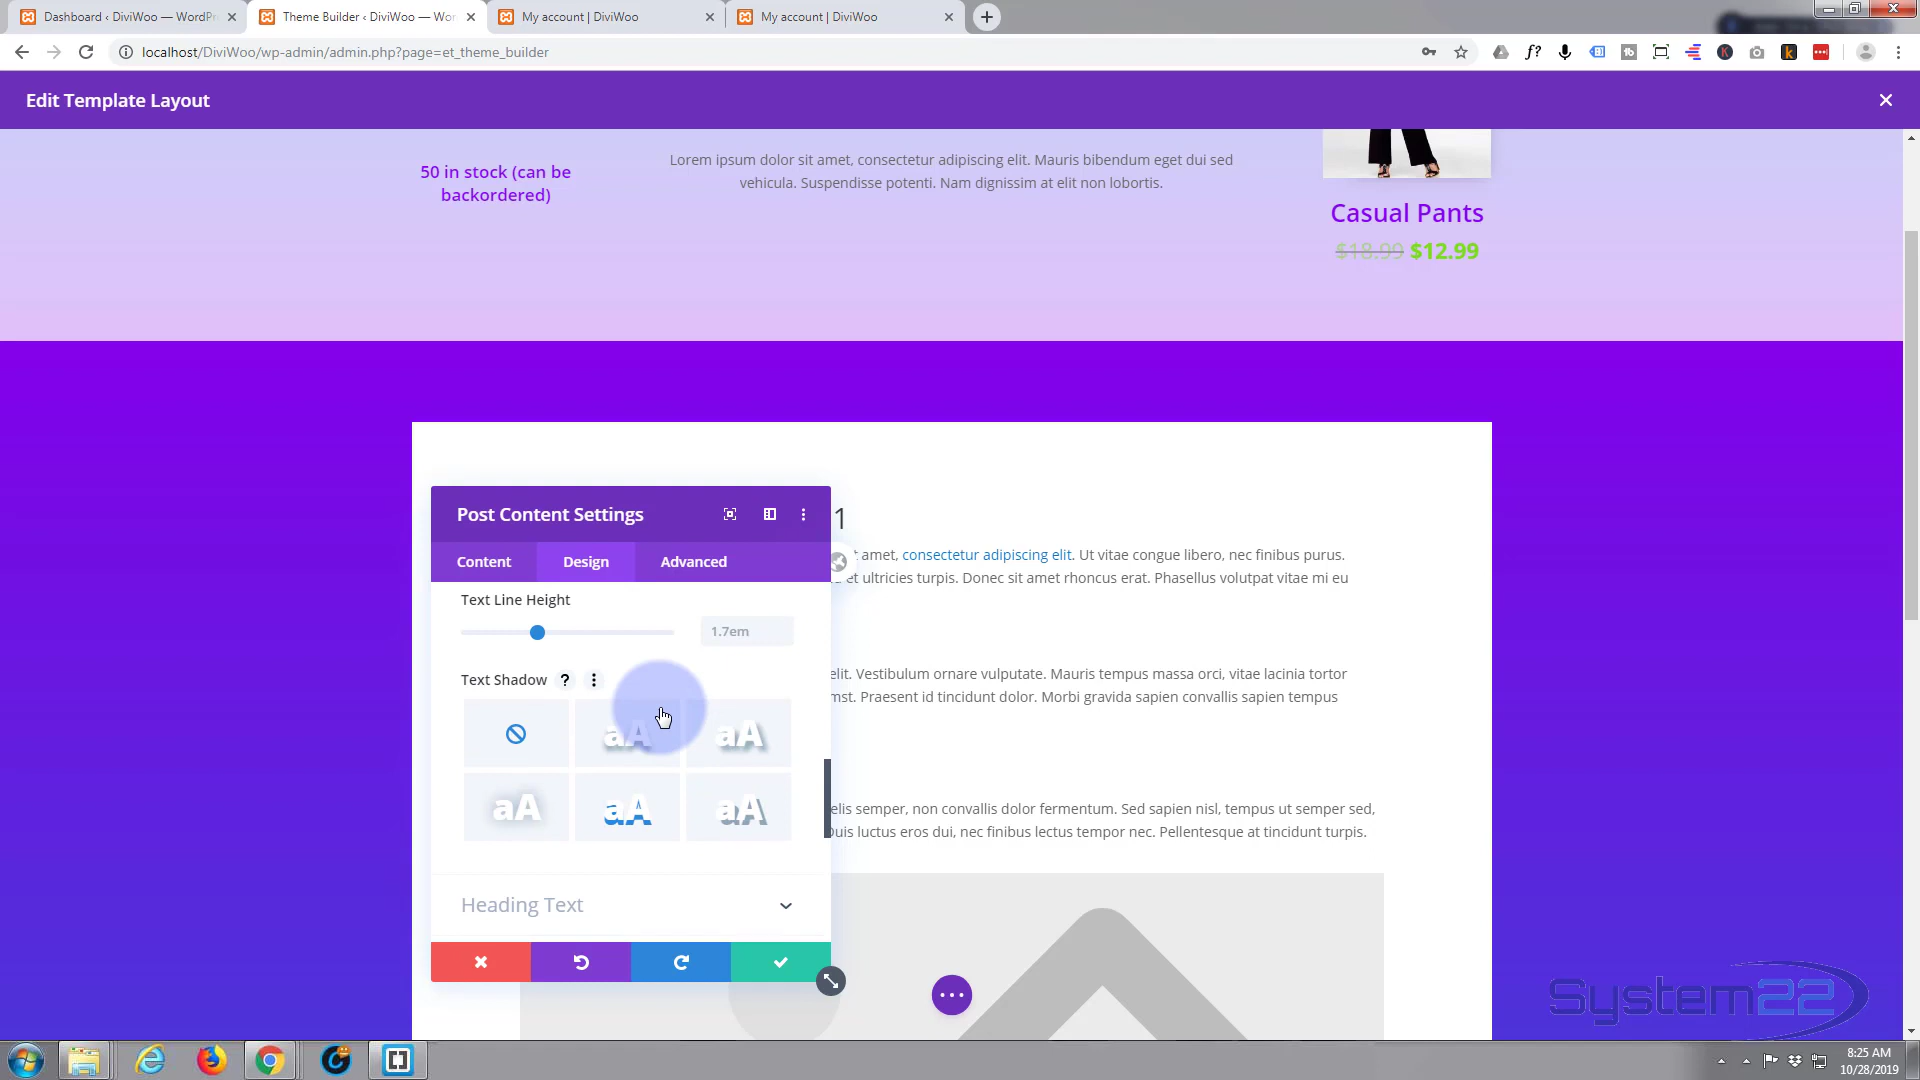 Dashboard ‹ DiviWoo — WordPr
Theme Builder ‹ DiviWoo — Wor
My account | DiviWoo
My account | DiviWoo
localhost/DiviWoo/wp-admin/admin.php?page=et_theme_builder
Edit Template Layout
50 in stock (can be
backordered)
Lorem ipsum dolor sit amet, consectetur adipiscing elit. Mauris bibendum eget dui sed
vehicula. Suspendisse potenti. Nam dignissim at elit non lobortis.
Casual Pants
$18.99 $12.99
Post Content Settings
1
Content
Design
Advanced
t amet, consectetur adipiscing elit. Ut vitae congue libero, nec finibus purus.
d et ultricies turpis. Donec sit amet rhoncus erat. Phasellus volutpat vitae mi eu
Text Line Height
1.7em
elit. Vestibulum ornare vulputate. Mauris tempus massa orci, vitae lacinia tortor
mst. Praesent id tincidunt dolor. Morbi gravida sapien convallis sapien tempus
Text Shadow ?
aA
aA
aA
aA
aA
elis semper, non convallis dolor fermentum. Sed sapien nisl, tempus ut semper sed,
Duis luctus eros dui, nec finibus lectus tempor nec. Pellentesque at tincidunt turpis.
Heading Text
System22
8:25 AM
10/28/2019